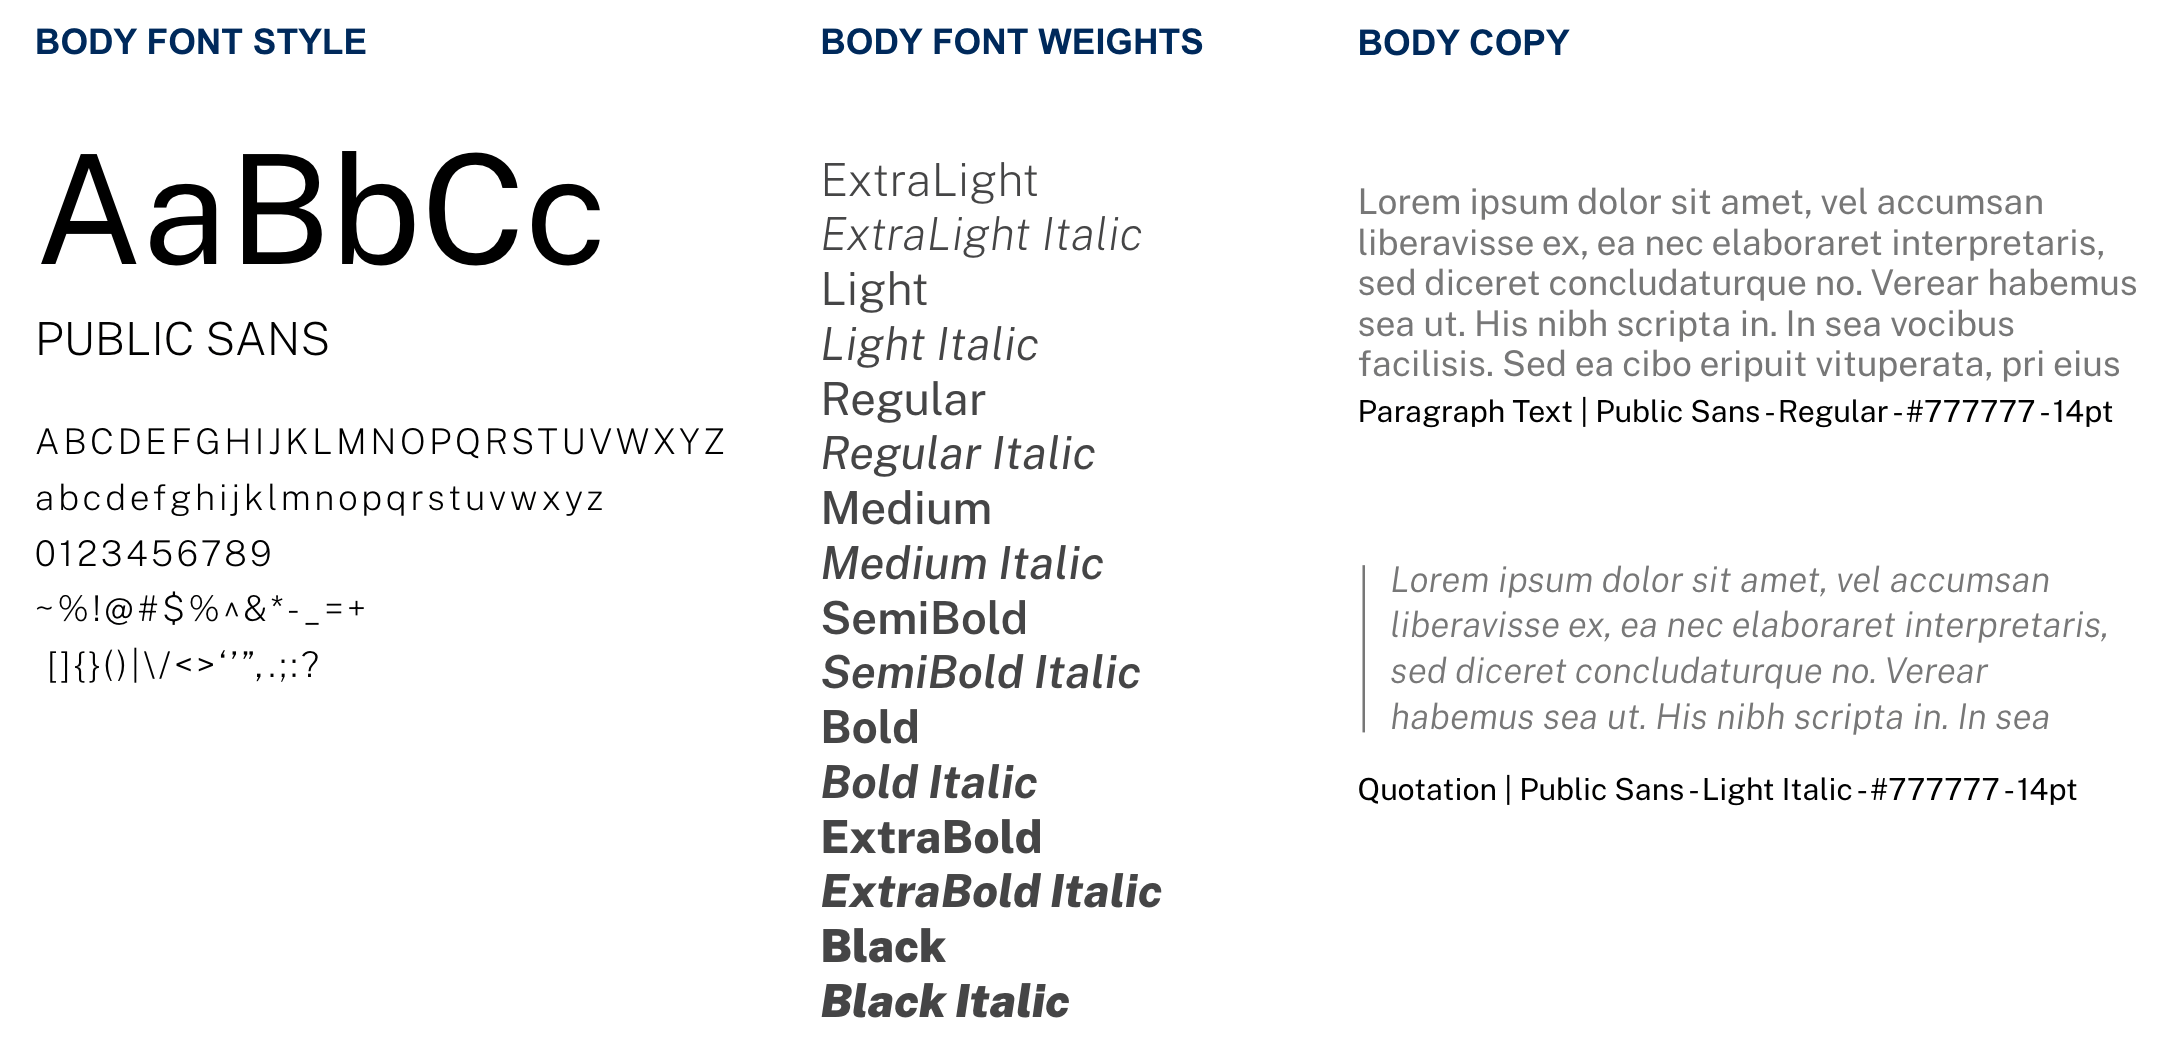 BODY FONT STYLE
AaBbCc
PUBLIC SANS
ABCDEFGHIJKLMNOPQRSTUVWXYZ
abcdefghijklmnopqrstuvwxyz
0123456789
~%!@#$%^&*-_=+
[]{}()|\/<>‘’”,.;:?
BODY FONT WEIGHTS
ExtraLight
ExtraLight Italic
Light
Light Italic
Regular
Regular Italic
Medium
Medium Italic
SemiBold
SemiBold Italic
Bold
Bold Italic
ExtraBold
ExtraBold Italic
Black
Black Italic
BODY COPY
Lorem ipsum dolor sit amet, vel accumsan
liberavisse ex, ea nec elaboraret interpretaris,
sed diceret concludaturque no. Verear habemus
sea ut. His nibh scripta in. In sea vocibus
facilisis. Sed ea cibo eripuit vituperata, pri eius
Paragraph Text | Public Sans - Regular - #777777 - 14pt
Lorem ipsum dolor sit amet, vel accumsan
liberavisse ex, ea nec elaboraret interpretaris,
sed diceret concludaturque no. Verear
habemus sea ut. His nibh scripta in. In sea
Quotation | Public Sans - Light Italic - #777777 - 14pt